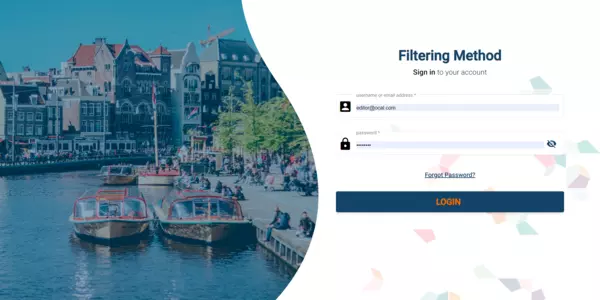 Filtering Method
Sign in to your account
username or email address *
editor@ocat.com
password *
••••••••
Forgot Password?
LOGIN